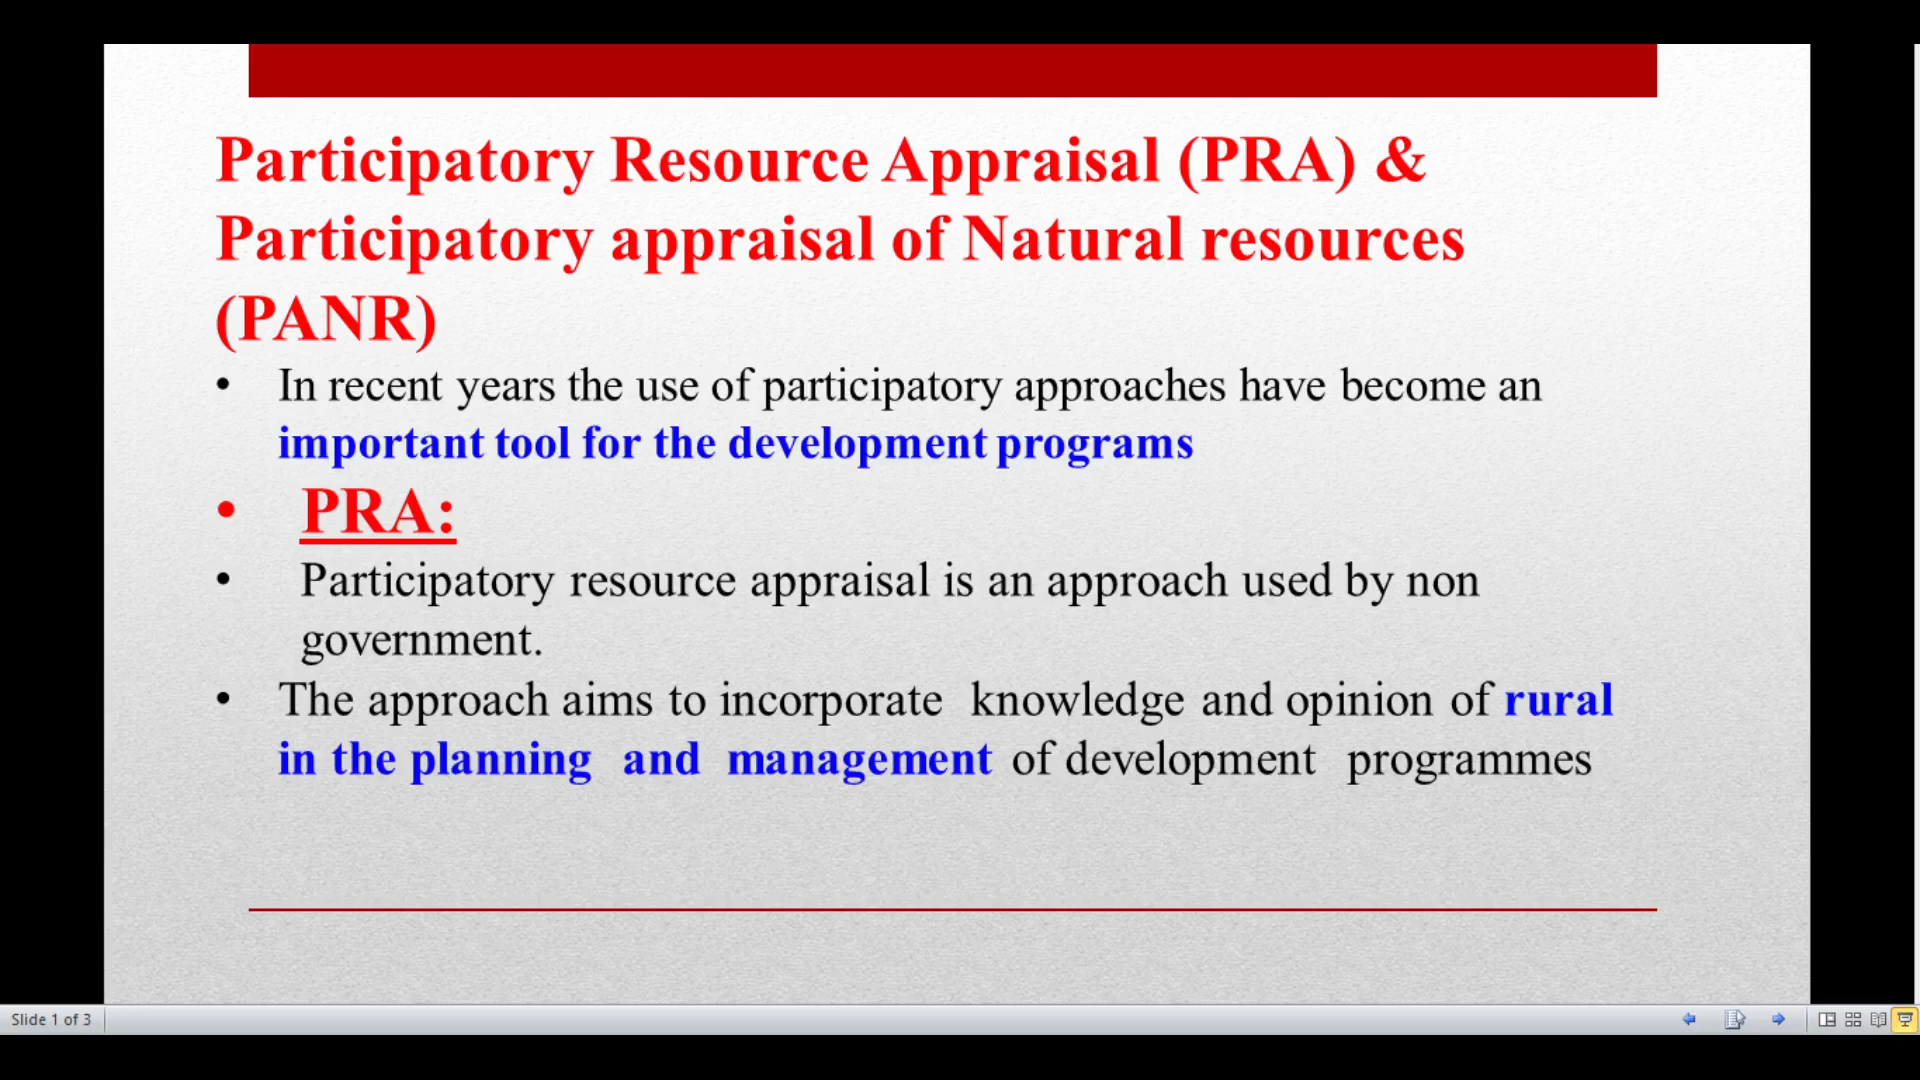 Participatory Resource Appraisal (PRA) &
Participatory appraisal of Natural resources
(PANR)
• In recent years the use of participatory approaches have become an
important tool for the development programs
• PRA:
• Participatory resource appraisal is an approach used by non
government.
• The approach aims to incorporate knowledge and opinion of rural
in the planning and management of development programmes
Slide 1 of 3